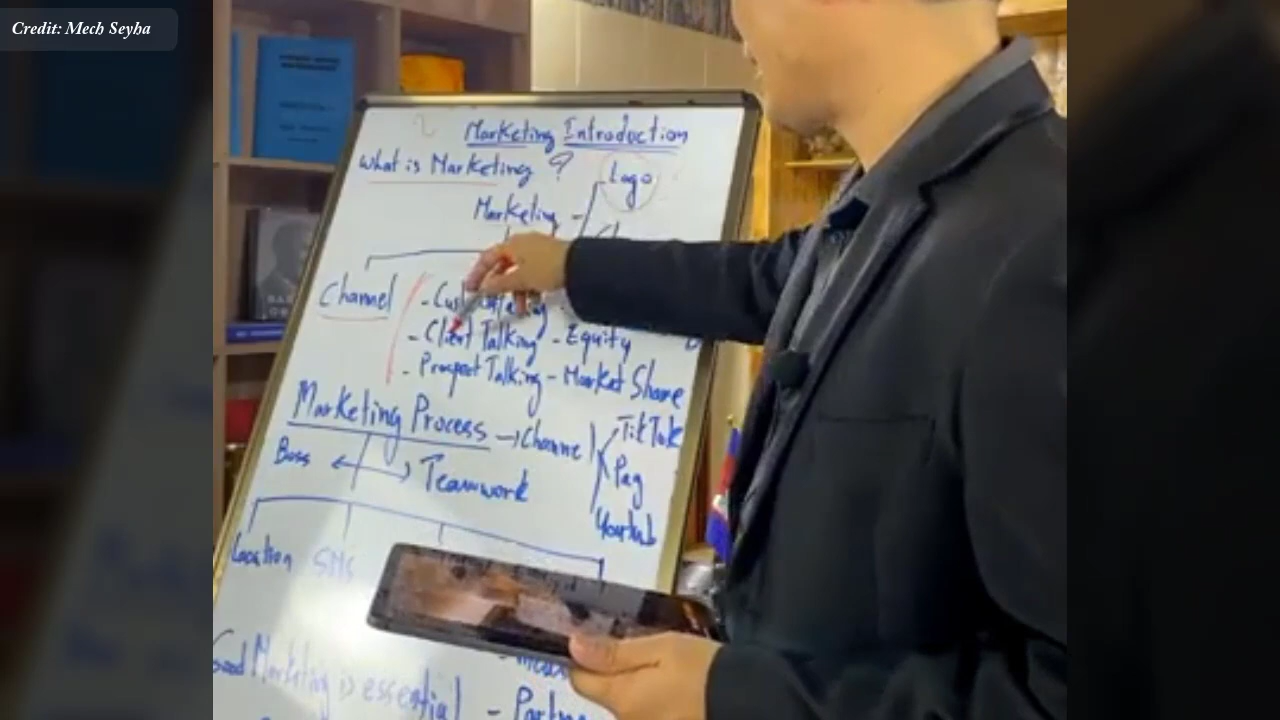 Credit: Mech Seyha
Marketing Introduction
What is Marketing ?
Logo
Marketing -
Channel
- Client Talking - Equity
- Prospect Talking - Market Share
Marketing Process → Channel
TikTok
Pag
Youtub
Boss ↔ Teamwork
Location SMS
Good Marketing is essential